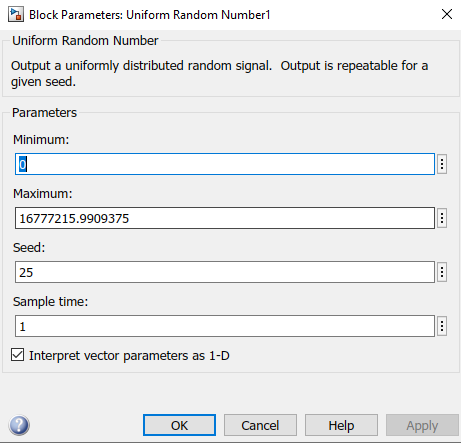 Block Parameters: Uniform Random Number1
Uniform Random Number
Output a uniformly distributed random signal.  Output is repeatable for a
given seed.
Parameters
Minimum:
0
Maximum:
16777215.9909375
Seed:
25
Sample time:
1
Interpret vector parameters as 1-D
OK Cancel Help Apply